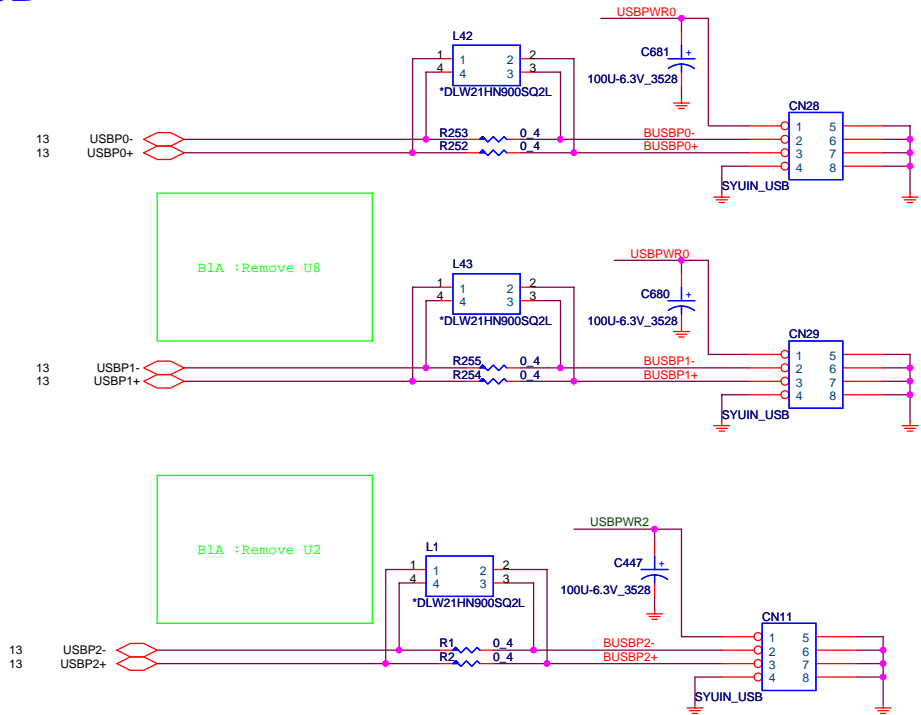 L42
1 1 2 2
4 4 3 3
*DLW21HN900SQ2L
USBPWR0
C681 +
100U-6.3V_3528
CN28
13 USBP0- R253 0_4 BUSBP0-
13 USBP0+ R252 0_4 BUSBP0+
1 5
2 6
3 7
4 8
SYUIN_USB
B1A :Remove U8
L43
1 1 2 2
4 4 3 3
*DLW21HN900SQ2L
USBPWR0
C680 +
100U-6.3V_3528
CN29
13 USBP1- R255 0_4 BUSBP1-
13 USBP1+ R254 0_4 BUSBP1+
1 5
2 6
3 7
4 8
SYUIN_USB
B1A :Remove U2
L1
1 1 2 2
4 4 3 3
*DLW21HN900SQ2L
USBPWR2
C447 +
100U-6.3V_3528
CN11
13 USBP2- R1 0_4 BUSBP2-
13 USBP2+ R2 0_4 BUSBP2+
1 5
2 6
3 7
4 8
SYUIN_USB